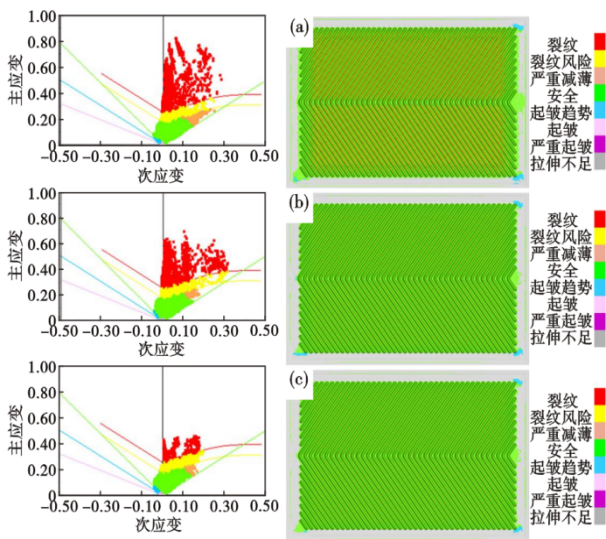 (a)
1.00
0.80
0.60
0.40
0.20
0.00
主应变
-0.50
-0.30
-0.10
0.10
0.30
0.50
次应变
裂纹
裂纹风险
严重减薄
安全
起皱趋势
起皱
严重起皱
拉伸不足
(b)
1.00
0.80
0.60
0.40
0.20
0.00
主应变
-0.50
-0.30
-0.10
0.10
0.30
0.50
次应变
裂纹
裂纹风险
严重减薄
安全
起皱趋势
起皱
严重起皱
拉伸不足
(c)
1.00
0.80
0.60
0.40
0.20
0.00
主应变
-0.50
-0.30
-0.10
0.10
0.30
0.50
次应变
裂纹
裂纹风险
严重减薄
安全
起皱趋势
起皱
严重起皱
拉伸不足